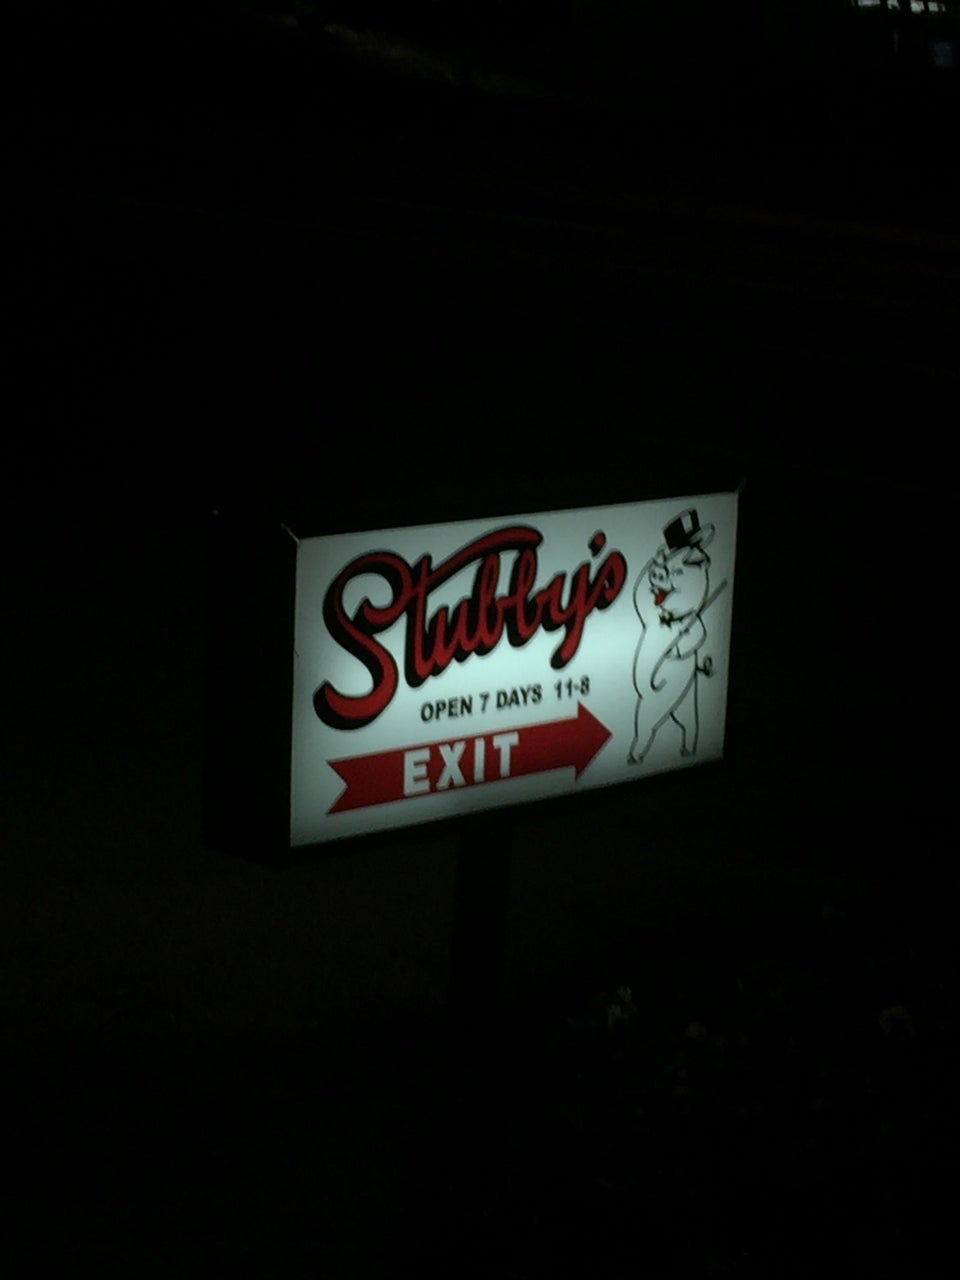 Stubby's
OPEN 7 DAYS 11-8
EXIT